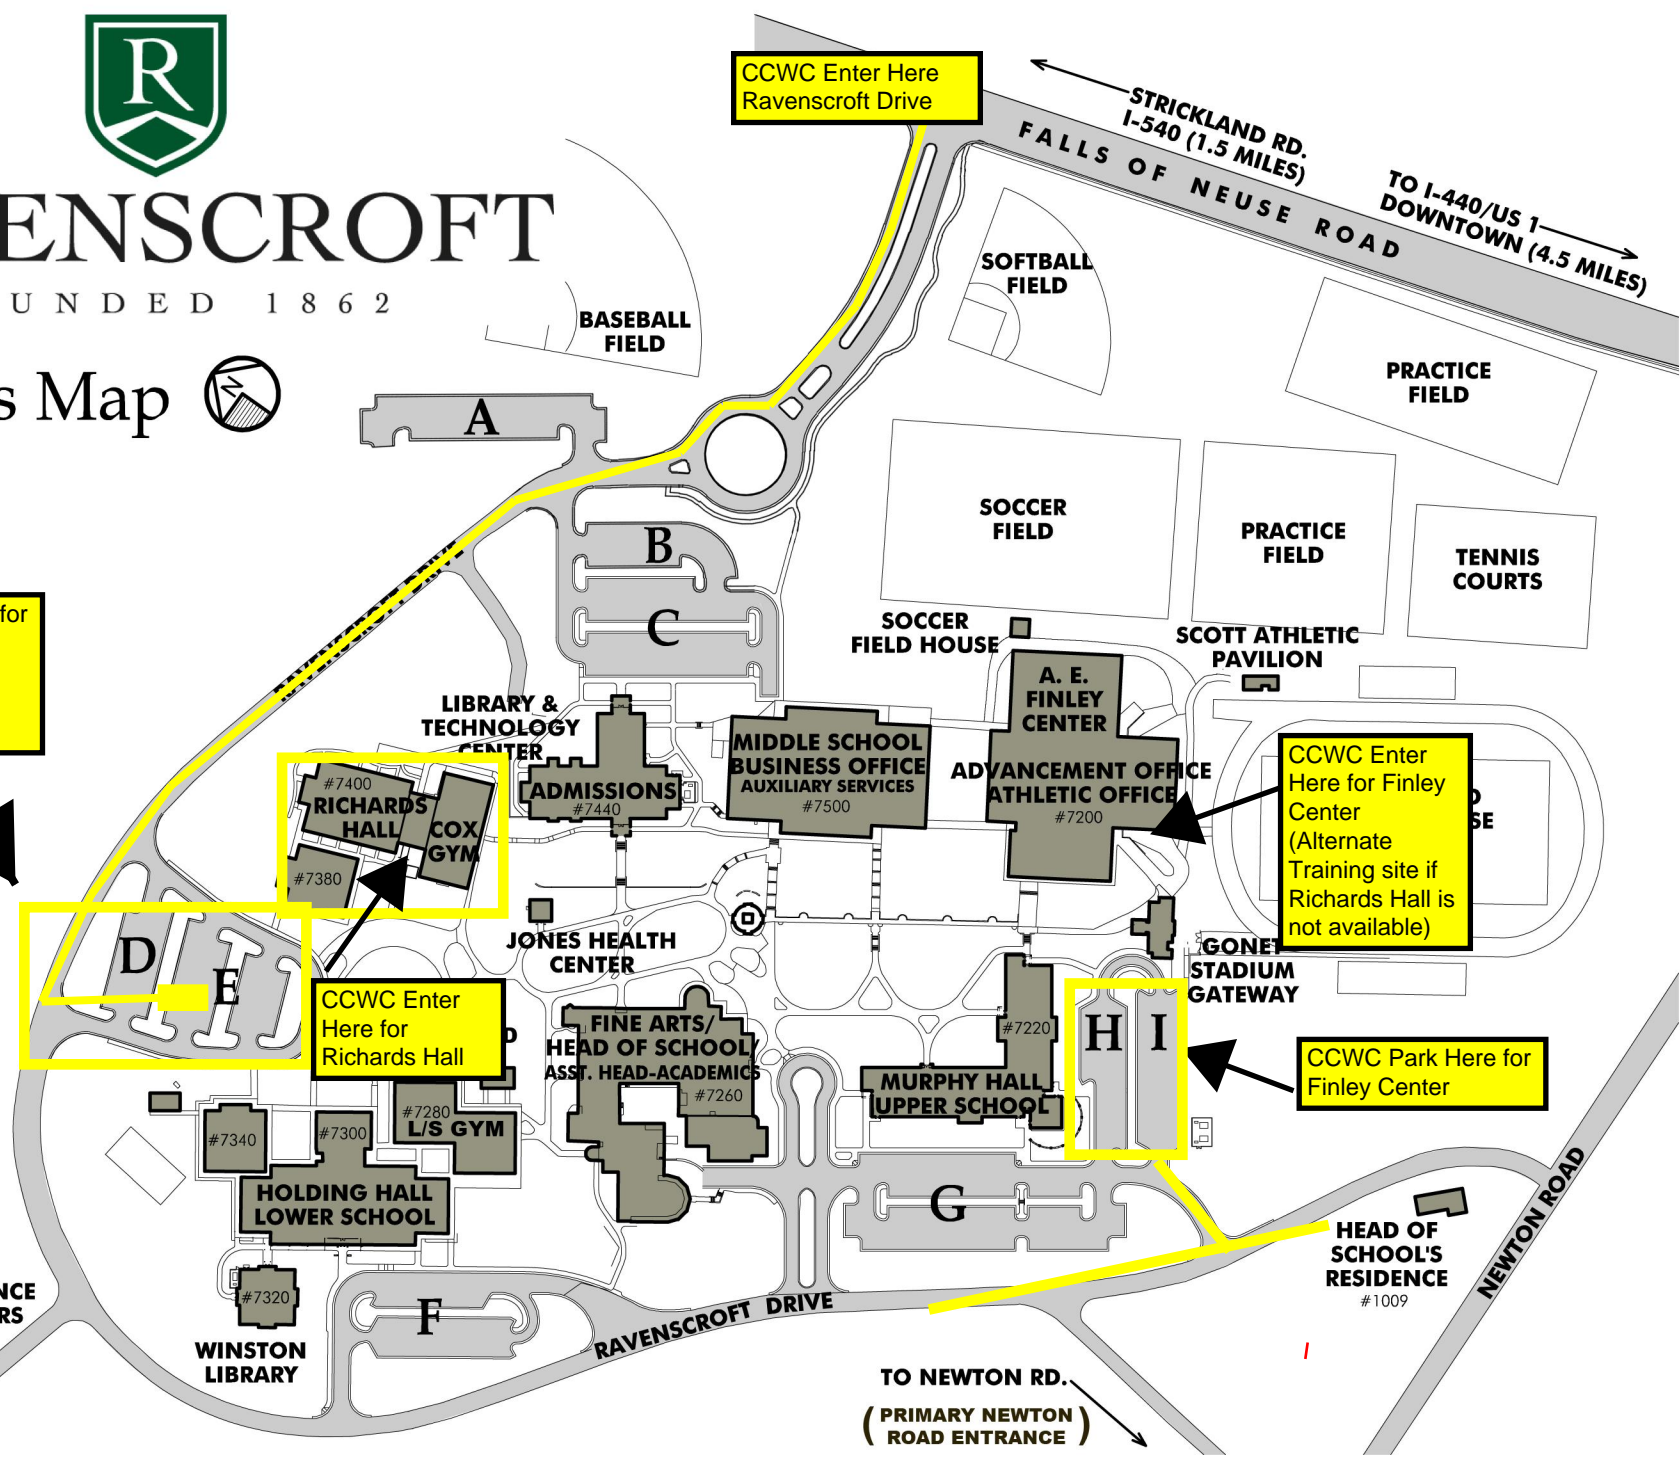 R
ENSCROFT
UNDED 1862
s Map
N
CCWC Enter Here
Ravenscroft Drive
STRICKLAND RD.
I-540 (1.5 MILES)
FALLS OF NEUSE ROAD
TO I-440/US 1
DOWNTOWN (4.5 MILES)
BASEBALL
FIELD
SOFTBALL
FIELD
PRACTICE
FIELD
A
B
C
SOCCER
FIELD
PRACTICE
FIELD
TENNIS
COURTS
for
SOCCER
FIELD HOUSE
SCOTT ATHLETIC
PAVILION
LIBRARY &
TECHNOLOGY
CENTER
ADMISSIONS
#7440
MIDDLE SCHOOL
BUSINESS OFFICE
AUXILIARY SERVICES
#7500
A. E.
FINLEY
CENTER
ADVANCEMENT OFFICE
ATHLETIC OFFICE
#7200
CCWC Enter
Here for Finley
Center
(Alternate
Training site if
Richards Hall is
not available)
D
SE
#7400
RICHARDS
HALL
COX
GYM
#7380
D
E
JONES HEALTH
CENTER
CCWC Enter
Here for
Richards Hall
D
FINE ARTS/
HEAD OF SCHOOL/
ASST. HEAD-ACADEMICS
#7260
#7220
MURPHY HALL
UPPER SCHOOL
GONET
STADIUM
GATEWAY
H
I
CCWC Park Here for
Finley Center
#7340
#7300
#7280
L/S GYM
HOLDING HALL
LOWER SCHOOL
#7320
WINSTON
LIBRARY
F
G
RAVENSCROFT DRIVE
HEAD OF
SCHOOL'S
RESIDENCE
#1009
NEWTON ROAD
NCE
RS
TO NEWTON RD.
(PRIMARY NEWTON
ROAD ENTRANCE)